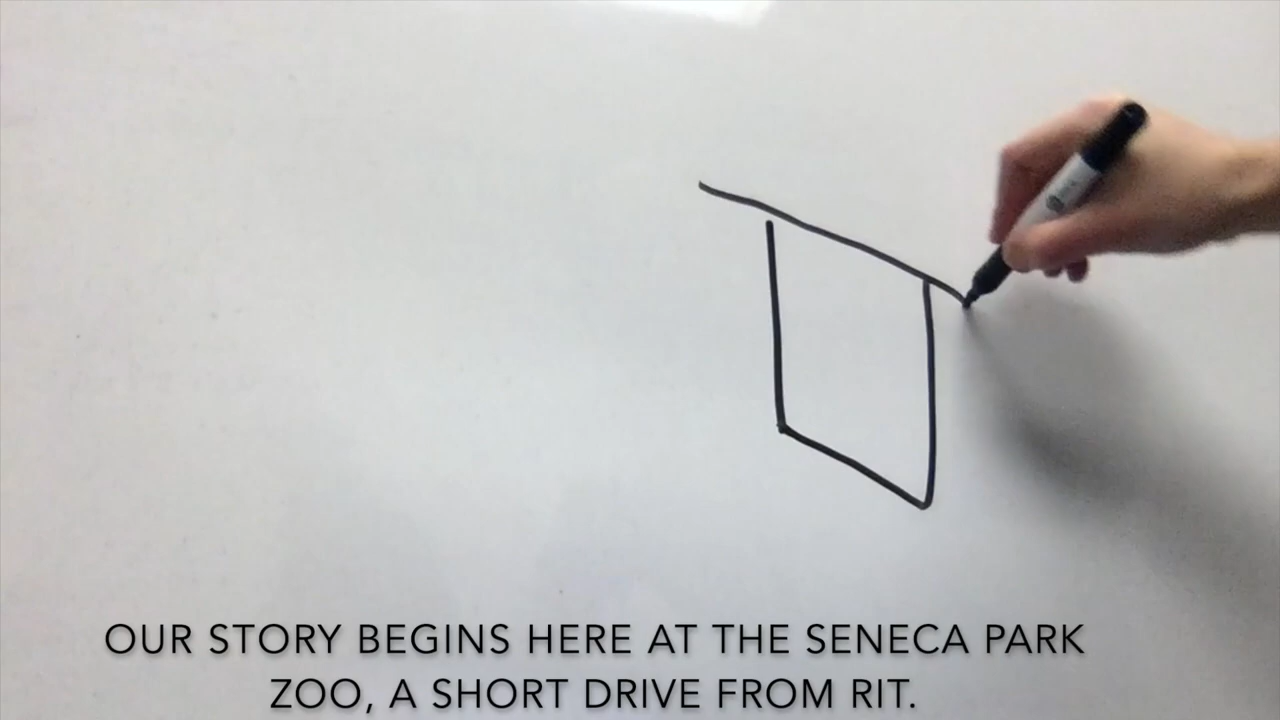 OUR STORY BEGINS HERE AT THE SENECA PARK
ZOO, A SHORT DRIVE FROM RIT.